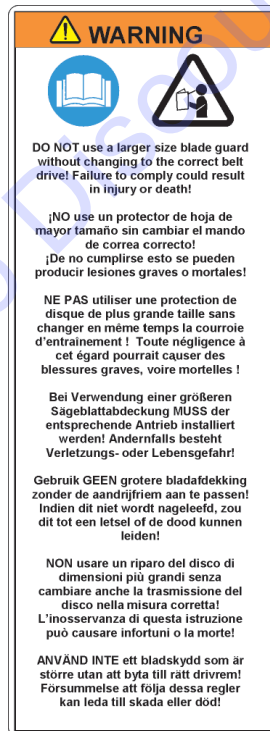 WARNING
DO NOT use a larger size blade guard
without changing to the correct belt
drive! Failure to comply could result
in injury or death!
¡NO use un protector de hoja de
mayor tamaño sin cambiar el mando
de correa correcto!
¡De no cumplirse esto se pueden
producir lesiones graves o mortales!
NE PAS utiliser une protection de
disque de plus grande taille sans
changer en même temps la courroie
d'entraînement ! Toute négligence à
cet égard pourrait causer des
blessures graves, voire mortelles !
Bei Verwendung einer größeren
Sägeblattabdeckung MUSS der
entsprechende Antrieb installiert
werden! Andernfalls besteht
Verletzungs- oder Lebensgefahr!
Gebruik GEEN grotere bladafdekking
zonder de aandrijfriem aan te passen!
Indien dit niet wordt nageleefd, zou
dit tot een letsel of de dood kunnen
leiden!
NON usare un riparo del disco di
dimensioni più grandi senza
cambiare anche la trasmissione del
disco nella misura corretta!
L'inosservanza di questa istruzione
può causare infortuni o la morte!
ANVÄND INTE ett bladskydd som är
större utan att byta till rätt drivrem!
Försummelse att följa dessa regler
kan leda till skada eller död!